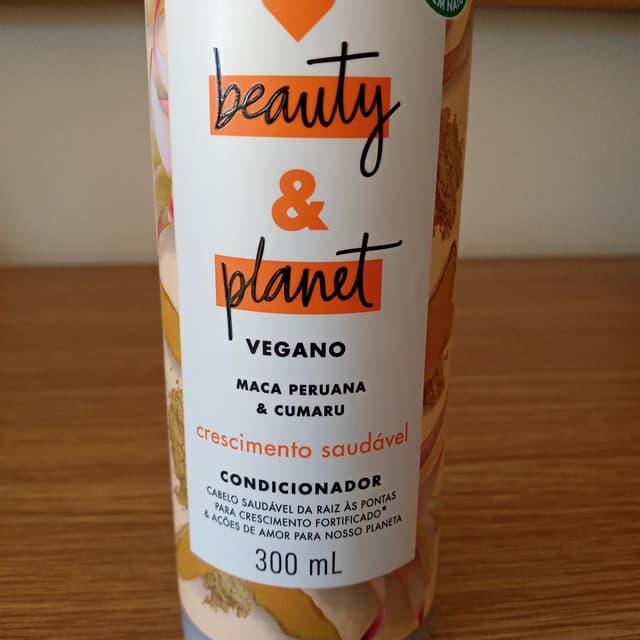 beauty
&
planet
VEGANO
MACA PERUANA
& CUMARU
crescimento saudável
CONDICIONADOR
CABELO SAUDÁVEL DA RAIZ ÀS PONTAS
PARA CRESCIMENTO FORTIFICADO*
& AÇÕES DE AMOR PARA NOSSO PLANETA
300 mL